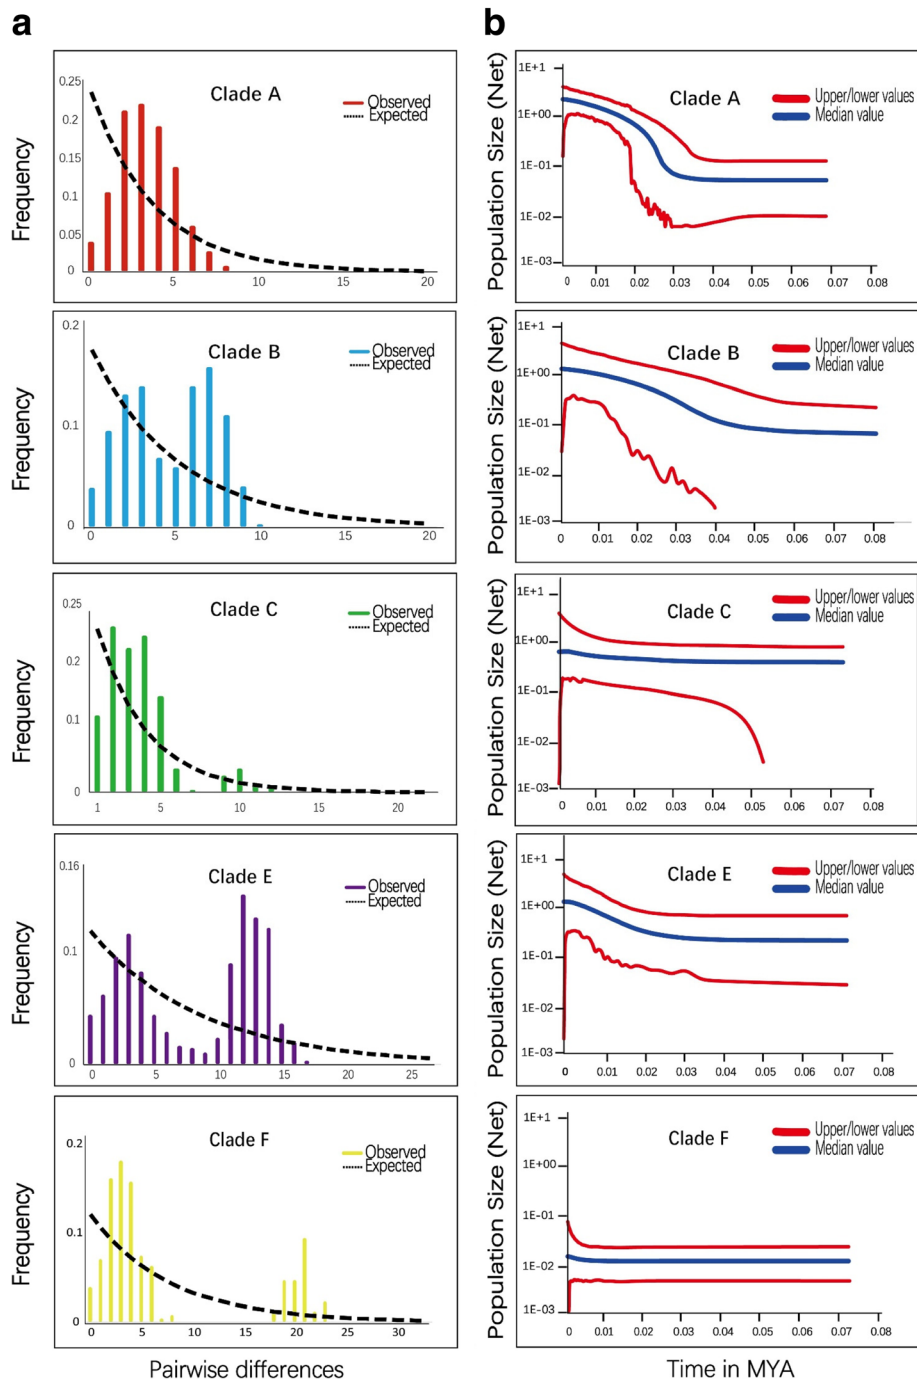 a
b
Clade A
Observed
Expected
Frequency
0.25
0.2
0.15
0.1
0.05
0
0 5 10 15 20
Clade A
Upper/lower values
Median value
Population Size (Net)
1E+1
1E+00
1E-01
1E-02
1E-03
0 0.01 0.02 0.03 0.04 0.05 0.06 0.07 0.08
Clade B
Observed
Expected
Frequency
0.2
0.1
0
0 5 10 15 20
Clade B
Upper/lower values
Median value
Population Size (Net)
1E+1
1E+00
1E-01
1E-02
1E-03
0 0.01 0.02 0.03 0.04 0.05 0.06 0.07 0.08
Clade C
Observed
Expected
Frequency
0.25
0.2
0.1
0
1 5 10 15 20
Clade C
Upper/lower values
Median value
Population Size (Net)
1E+1
1E+00
1E-01
1E-02
1E-03
0 0.01 0.02 0.03 0.04 0.05 0.06 0.07 0.08
Clade E
Observed
Expected
Frequency
0.16
0.1
0
0 5 10 15 20 25
Clade E
Upper/lower values
Median value
Population Size (Net)
1E+1
1E+00
1E-01
1E-02
1E-03
0 0.01 0.02 0.03 0.04 0.05 0.06 0.07 0.08
Clade F
Observed
Expected
Frequency
0.2
0.1
0
0 5 10 15 20 25 30
Clade F
Upper/lower values
Median value
Population Size (Net)
1E+1
1E+00
1E-01
1E-02
1E-03
0 0.01 0.02 0.03 0.04 0.05 0.06 0.07 0.08
Pairwise differences
Time in MYA